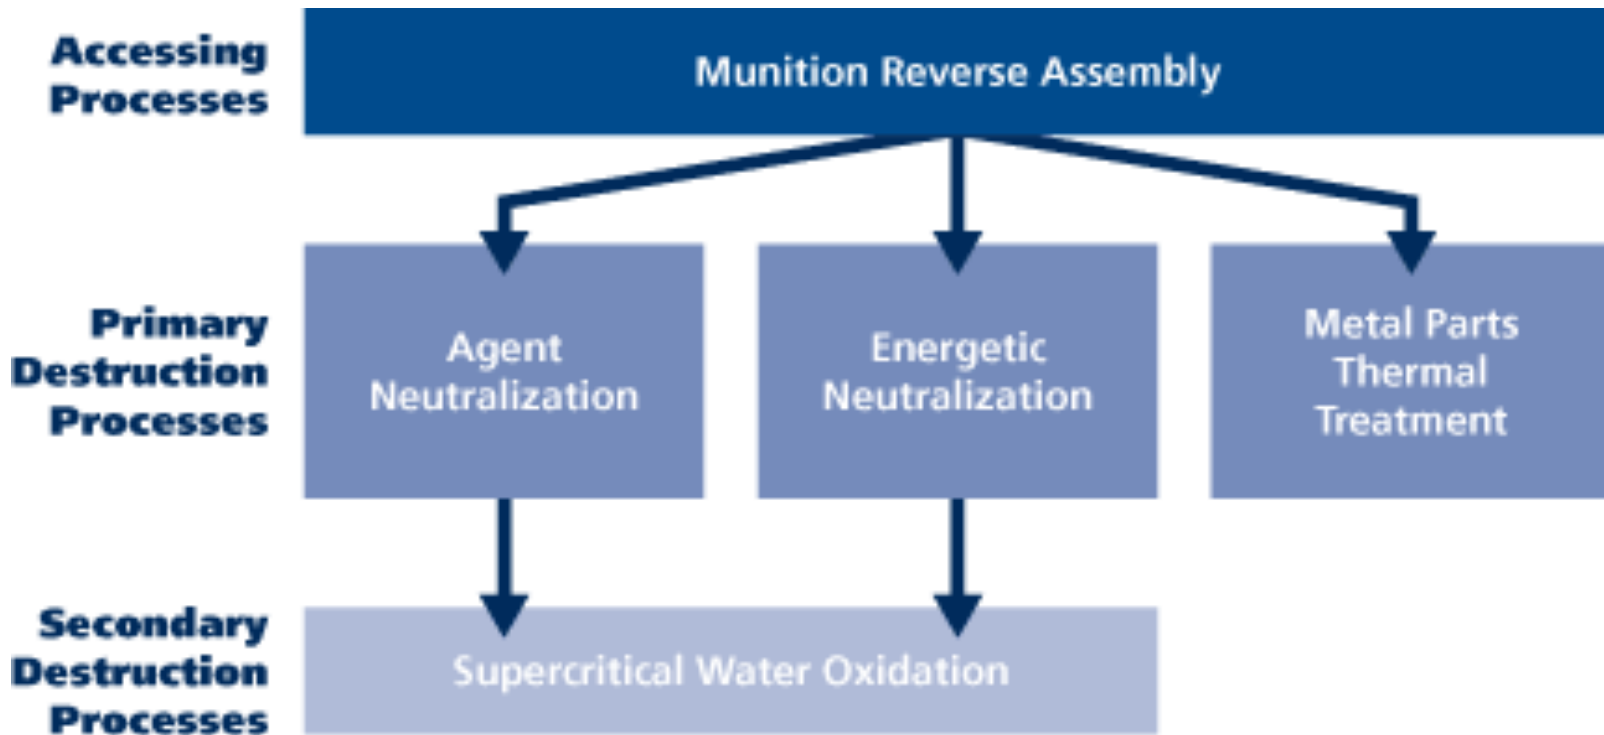 Accessing
Processes
Munition Reverse Assembly
Primary
Destruction
Processes
Agent
Neutralization
Energetic
Neutralization
Metal Parts
Thermal
Treatment
Secondary
Destruction
Processes
Supercritical Water Oxidation